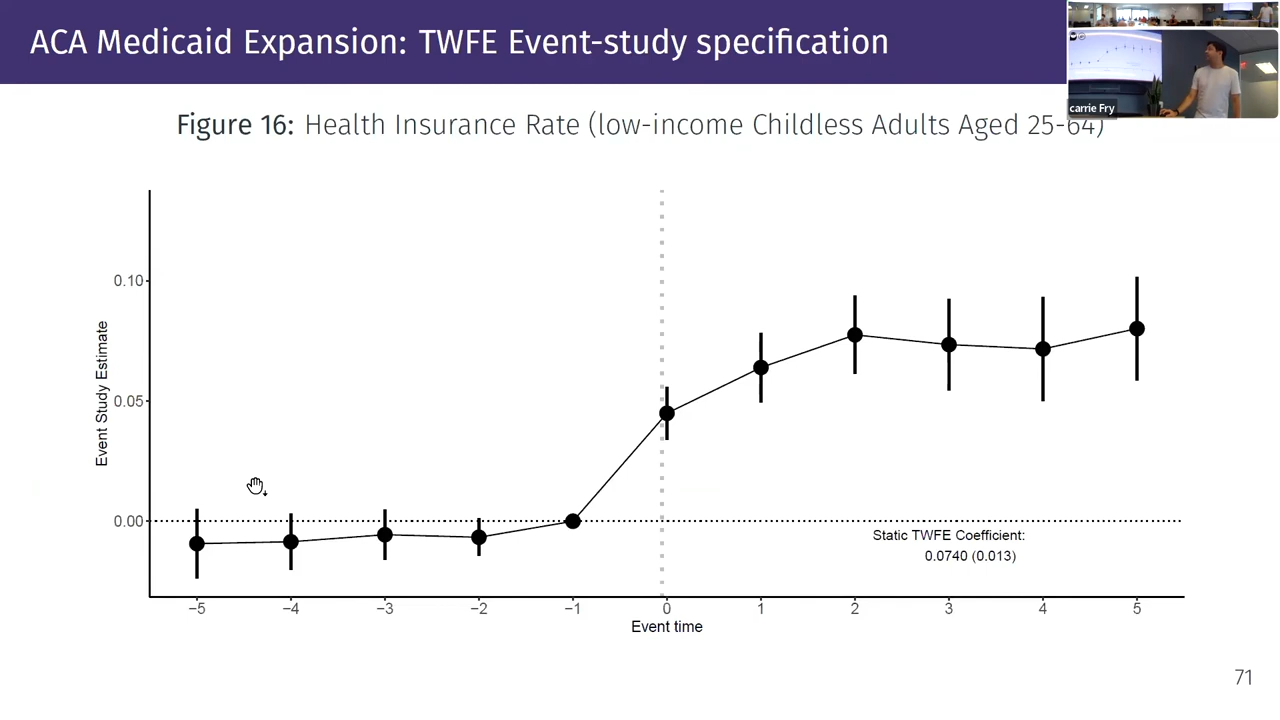 ACA Medicaid Expansion: TWFE Event-study specification
carrie Fry
Figure 16: Health Insurance Rate (low-income Childless Adults Aged 25-64)
Event Study Estimate
0.10
0.05
0.00
Static TWFE Coefficient:
0.0740 (0.013)
−5 −4 −3 −2 −1 0 1 2 3 4 5
Event time
71